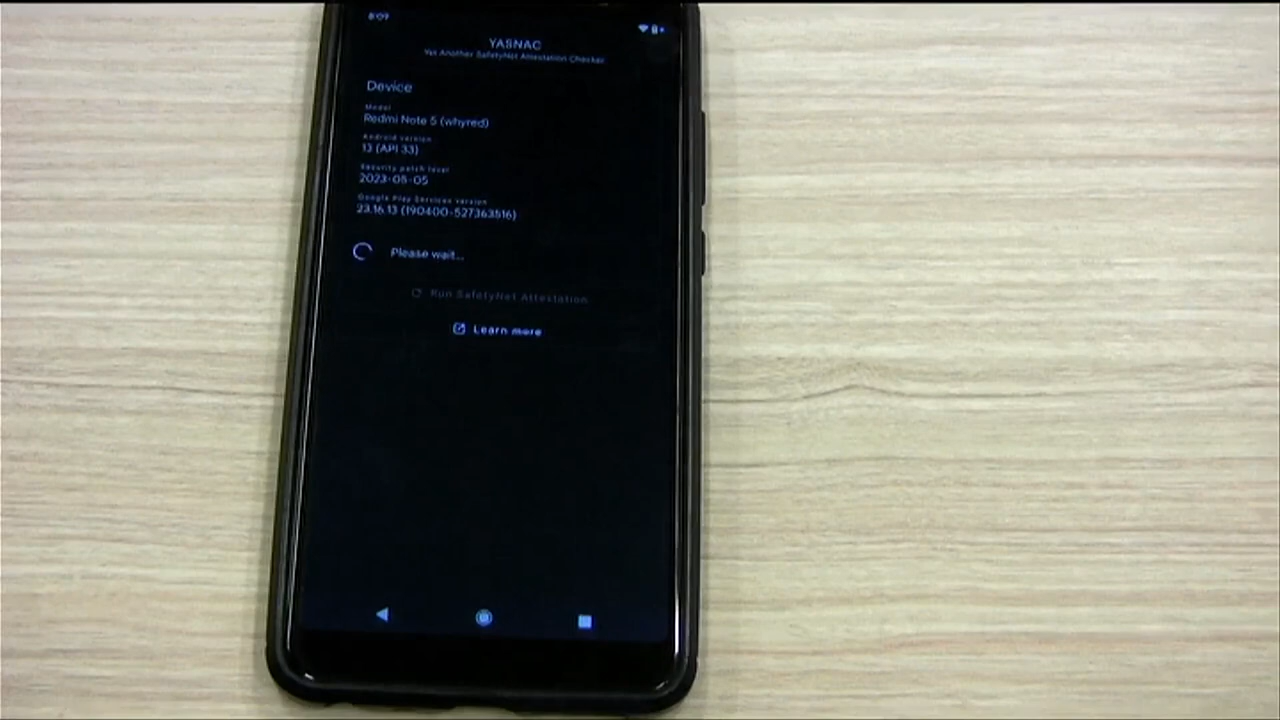 8:09
YASNAC
Yet Another SafetyNet Attestation Checker
Device
Model
Redmi Note 5 (whyred)
Android version
13 (API 33)
Security patch level
2023-05-05
Google Play Services version
23.16.13 (190400-527363516)
Please wait...
Run SafetyNet Attestation
Learn more